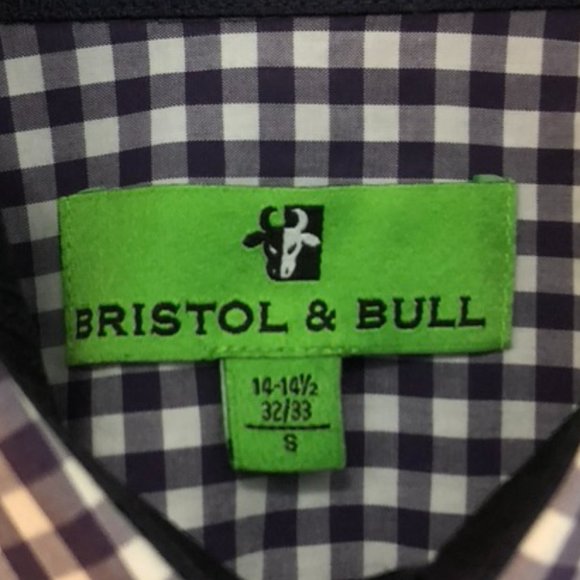 BRISTOL & BULL
14-14½
32/33
S